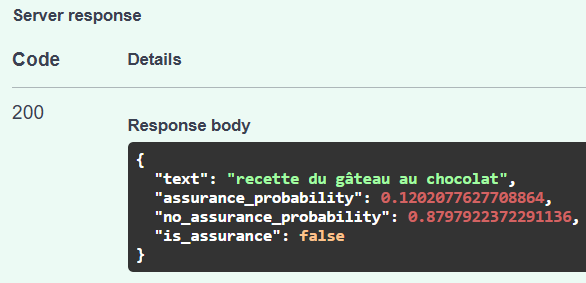 Server response
Code Details
200
Response body
{
"text": "recette du gâteau au chocolat",
"assurance_probability": 0.1202077627708864,
"no_assurance_probability": 0.8797922372291136,
"is_assurance": false
}